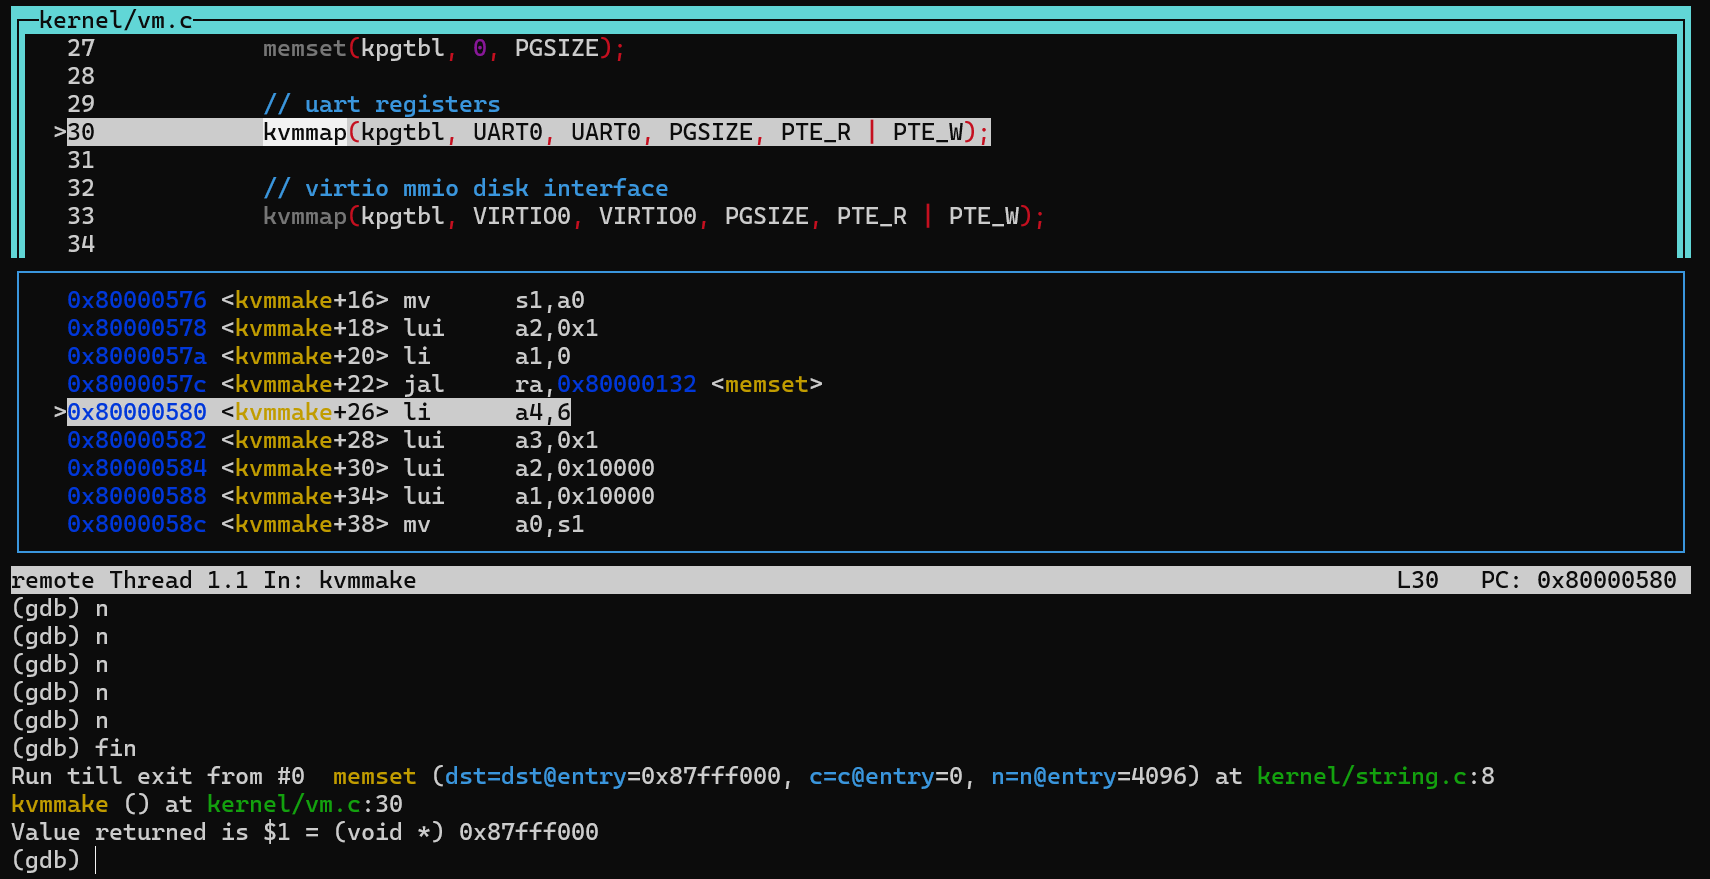 kernel/vm.c
27            memset(kpgtbl, 0, PGSIZE);
28
29            // uart registers
>30            kvmmap(kpgtbl, UART0, UART0, PGSIZE, PTE_R | PTE_W);
31
32            // virtio mmio disk interface
33            kvmmap(kpgtbl, VIRTIO0, VIRTIO0, PGSIZE, PTE_R | PTE_W);
34
0x80000576 <kvmmake+16> mv      s1,a0
0x80000578 <kvmmake+18> lui     a2,0x1
0x8000057a <kvmmake+20> li      a1,0
0x8000057c <kvmmake+22> jal     ra,0x80000132 <memset>
>0x80000580 <kvmmake+26> li      a4,6
0x80000582 <kvmmake+28> lui     a3,0x1
0x80000584 <kvmmake+30> lui     a2,0x10000
0x80000588 <kvmmake+34> lui     a1,0x10000
0x8000058c <kvmmake+38> mv      a0,s1
remote Thread 1.1 In: kvmmake                                                                      L30   PC: 0x80000580
(gdb) n
(gdb) n
(gdb) n
(gdb) n
(gdb) n
(gdb) fin
Run till exit from #0  memset (dst=dst@entry=0x87fff000, c=c@entry=0, n=n@entry=4096) at kernel/string.c:8
kvmmake () at kernel/vm.c:30
Value returned is $1 = (void *) 0x87fff000
(gdb)